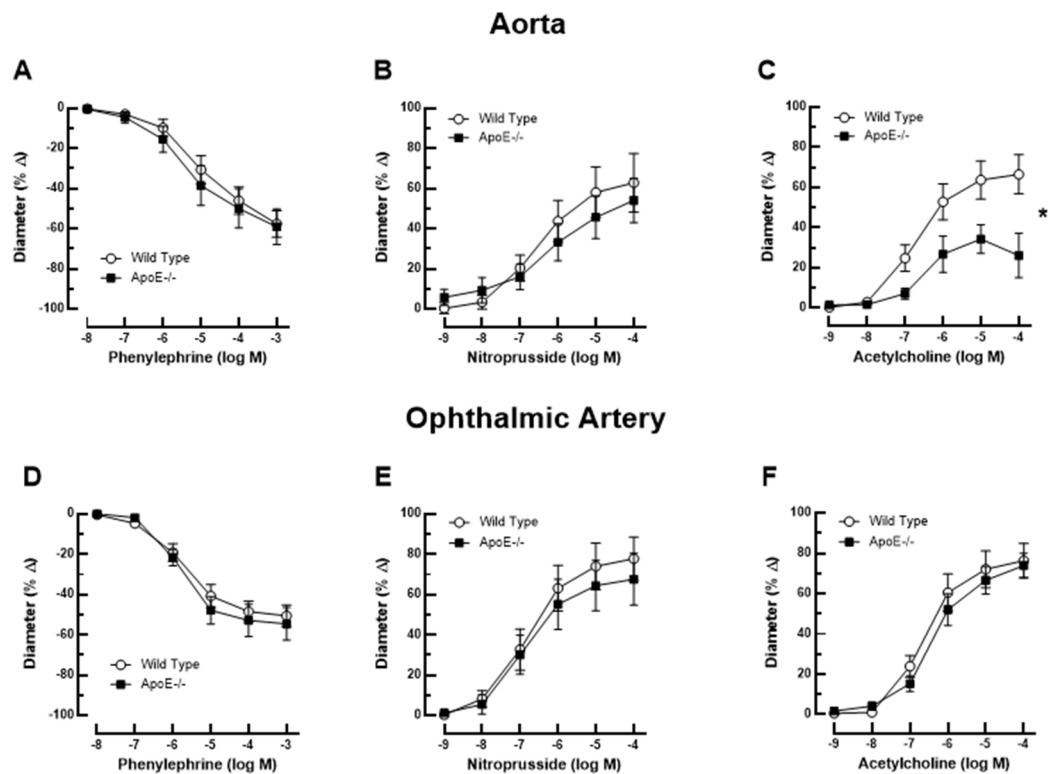 Aorta
A
B
C
0
-20
-40
-60
-80
-100
Diameter (% Δ)
Wild Type
ApoE-/-
-8 -7 -6 -5 -4 -3
Phenylephrine (log M)
100
80
60
40
20
0
Diameter (% Δ)
Wild Type
ApoE-/-
-9 -8 -7 -6 -5 -4
Nitroprusside (log M)
100
80
60
40
20
0
Diameter (% Δ)
Wild Type
ApoE-/-
*
-9 -8 -7 -6 -5 -4
Acetylcholine (log M)
Ophthalmic Artery
D
E
F
0
-20
-40
-60
-80
-100
Diameter (% Δ)
Wild Type
ApoE-/-
-8 -7 -6 -5 -4 -3
Phenylephrine (log M)
100
80
60
40
20
0
Diameter (% Δ)
Wild Type
ApoE-/-
-9 -8 -7 -6 -5 -4
Nitroprusside (log M)
100
80
60
40
20
0
Diameter (% Δ)
Wild Type
ApoE-/-
-9 -8 -7 -6 -5 -4
Acetylcholine (log M)